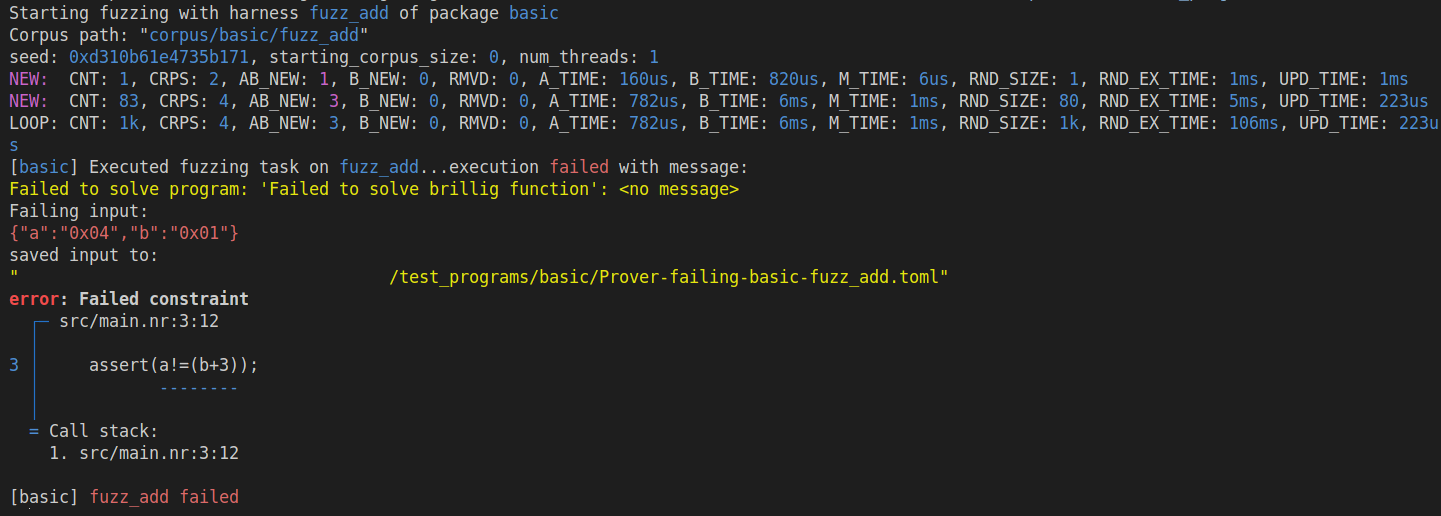 Starting fuzzing with harness fuzz_add of package basic
Corpus path: "corpus/basic/fuzz_add"
seed: 0xd310b61e4735b171, starting_corpus_size: 0, num_threads: 1
NEW:  CNT: 1, CRPS: 2, AB_NEW: 1, B_NEW: 0, RMVD: 0, A_TIME: 160us, B_TIME: 820us, M_TIME: 6us, RND_SIZE: 1, RND_EX_TIME: 1ms, UPD_TIME: 1ms
NEW:  CNT: 83, CRPS: 4, AB_NEW: 3, B_NEW: 0, RMVD: 0, A_TIME: 782us, B_TIME: 6ms, M_TIME: 1ms, RND_SIZE: 80, RND_EX_TIME: 5ms, UPD_TIME: 223us
LOOP: CNT: 1k, CRPS: 4, AB_NEW: 3, B_NEW: 0, RMVD: 0, A_TIME: 782us, B_TIME: 6ms, M_TIME: 1ms, RND_SIZE: 1k, RND_EX_TIME: 106ms, UPD_TIME: 223u
s
[basic] Executed fuzzing task on fuzz_add...execution failed with message:
Failed to solve program: 'Failed to solve brillig function': <no message>
Failing input:
{"a":"0x04","b":"0x01"}
saved input to:
"                                     /test_programs/basic/Prover-failing-basic-fuzz_add.toml"
error: Failed constraint
src/main.nr:3:12
3     assert(a!=(b+3));
--------
= Call stack:
1. src/main.nr:3:12
[basic] fuzz_add failed